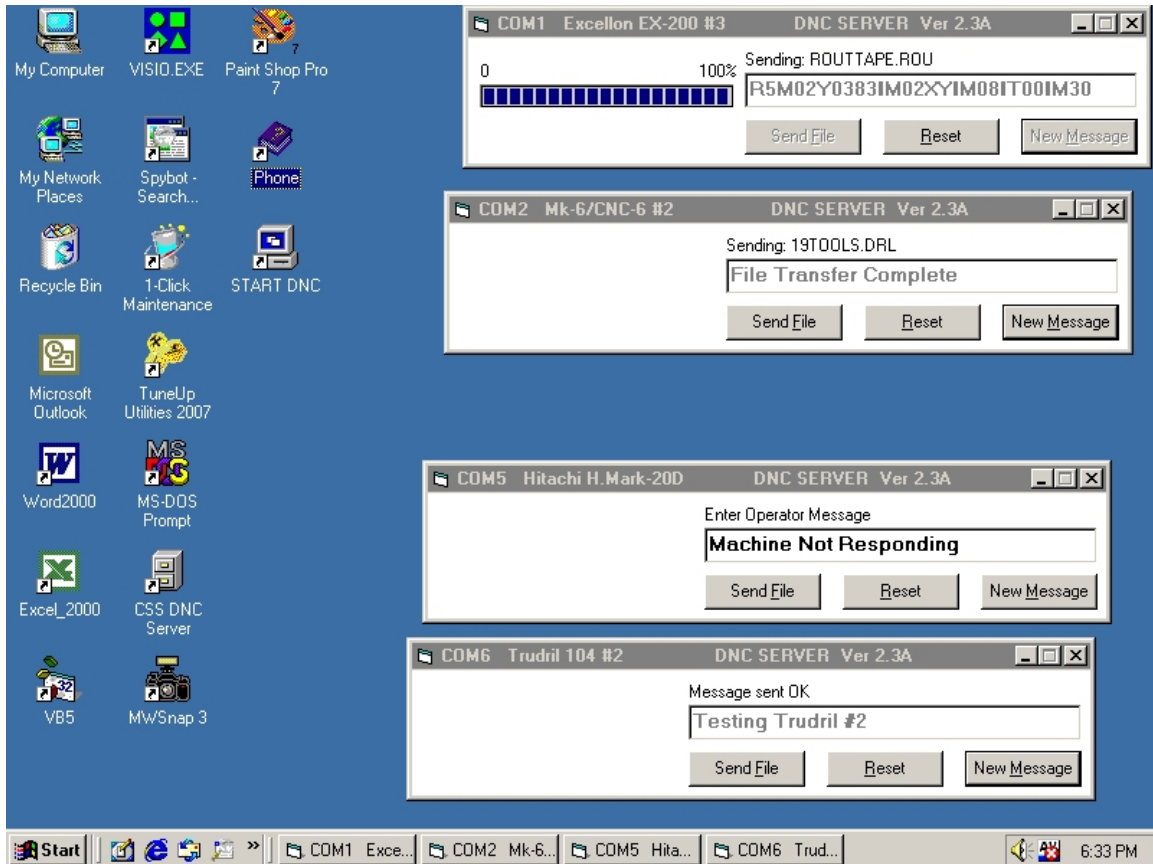 My Computer
VISIO.EXE
Paint Shop Pro
7
7
My Network
Places
Spybot -
Search...
Phone
Recycle Bin
1-Click
Maintenance
START DNC
Microsoft
Outlook
TuneUp
Utilities 2007
W
Word2000
MS
DOS
MS-DOS
Prompt
Excel_2000
CSS DNC
Server
32
VB5
MWSnap 3
COM1 Excellon EX-200 #3 DNC SERVER Ver 2.3A
0 100%
Sending: ROUTTAPE.ROU
R5M02Y0383IM02XYIM08IT00IM30
Send File Reset New Message
COM2 Mk-6/CNC-6 #2 DNC SERVER Ver 2.3A
Sending: 19TOOLS.DRL
File Transfer Complete
Send File Reset New Message
COM5 Hitachi H.Mark-20D DNC SERVER Ver 2.3A
Enter Operator Message
Machine Not Responding
Send File Reset New Message
COM6 Trudril 104 #2 DNC SERVER Ver 2.3A
Message sent OK
Testing Trudril #2
Send File Reset New Message
Start » COM1 Exce... COM2 Mk-6... COM5 Hita... COM6 Trud... 6:33 PM